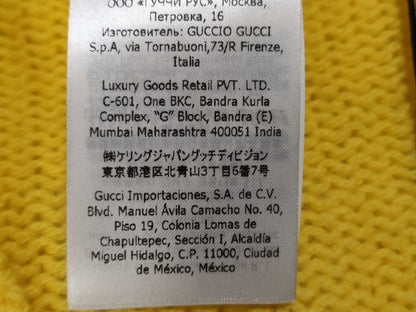 ООО «ГУЧЧИ РУС», Москва,
Петровка, 16
Изготовитель: GUCCIO GUCCI
S.p.A, via Tornabuoni,73/R Firenze,
Italia
Luxury Goods Retail PVT. LTD.
C-601, One BKC, Bandra Kurla
Complex, “G” Block, Bandra (E)
Mumbai Maharashtra 400051 India
㈱ケリングジャパングッチディビジョン
東京都港区北青山3丁目6番7号
Gucci Importaciones, S.A. de C.V.
Blvd. Manuel Ávila Camacho No. 40,
Piso 19, Colonia Lomas de
Chapultepec, Sección I, Alcaldía
Miguel Hidalgo, C.P. 11000, Ciudad
de México, México